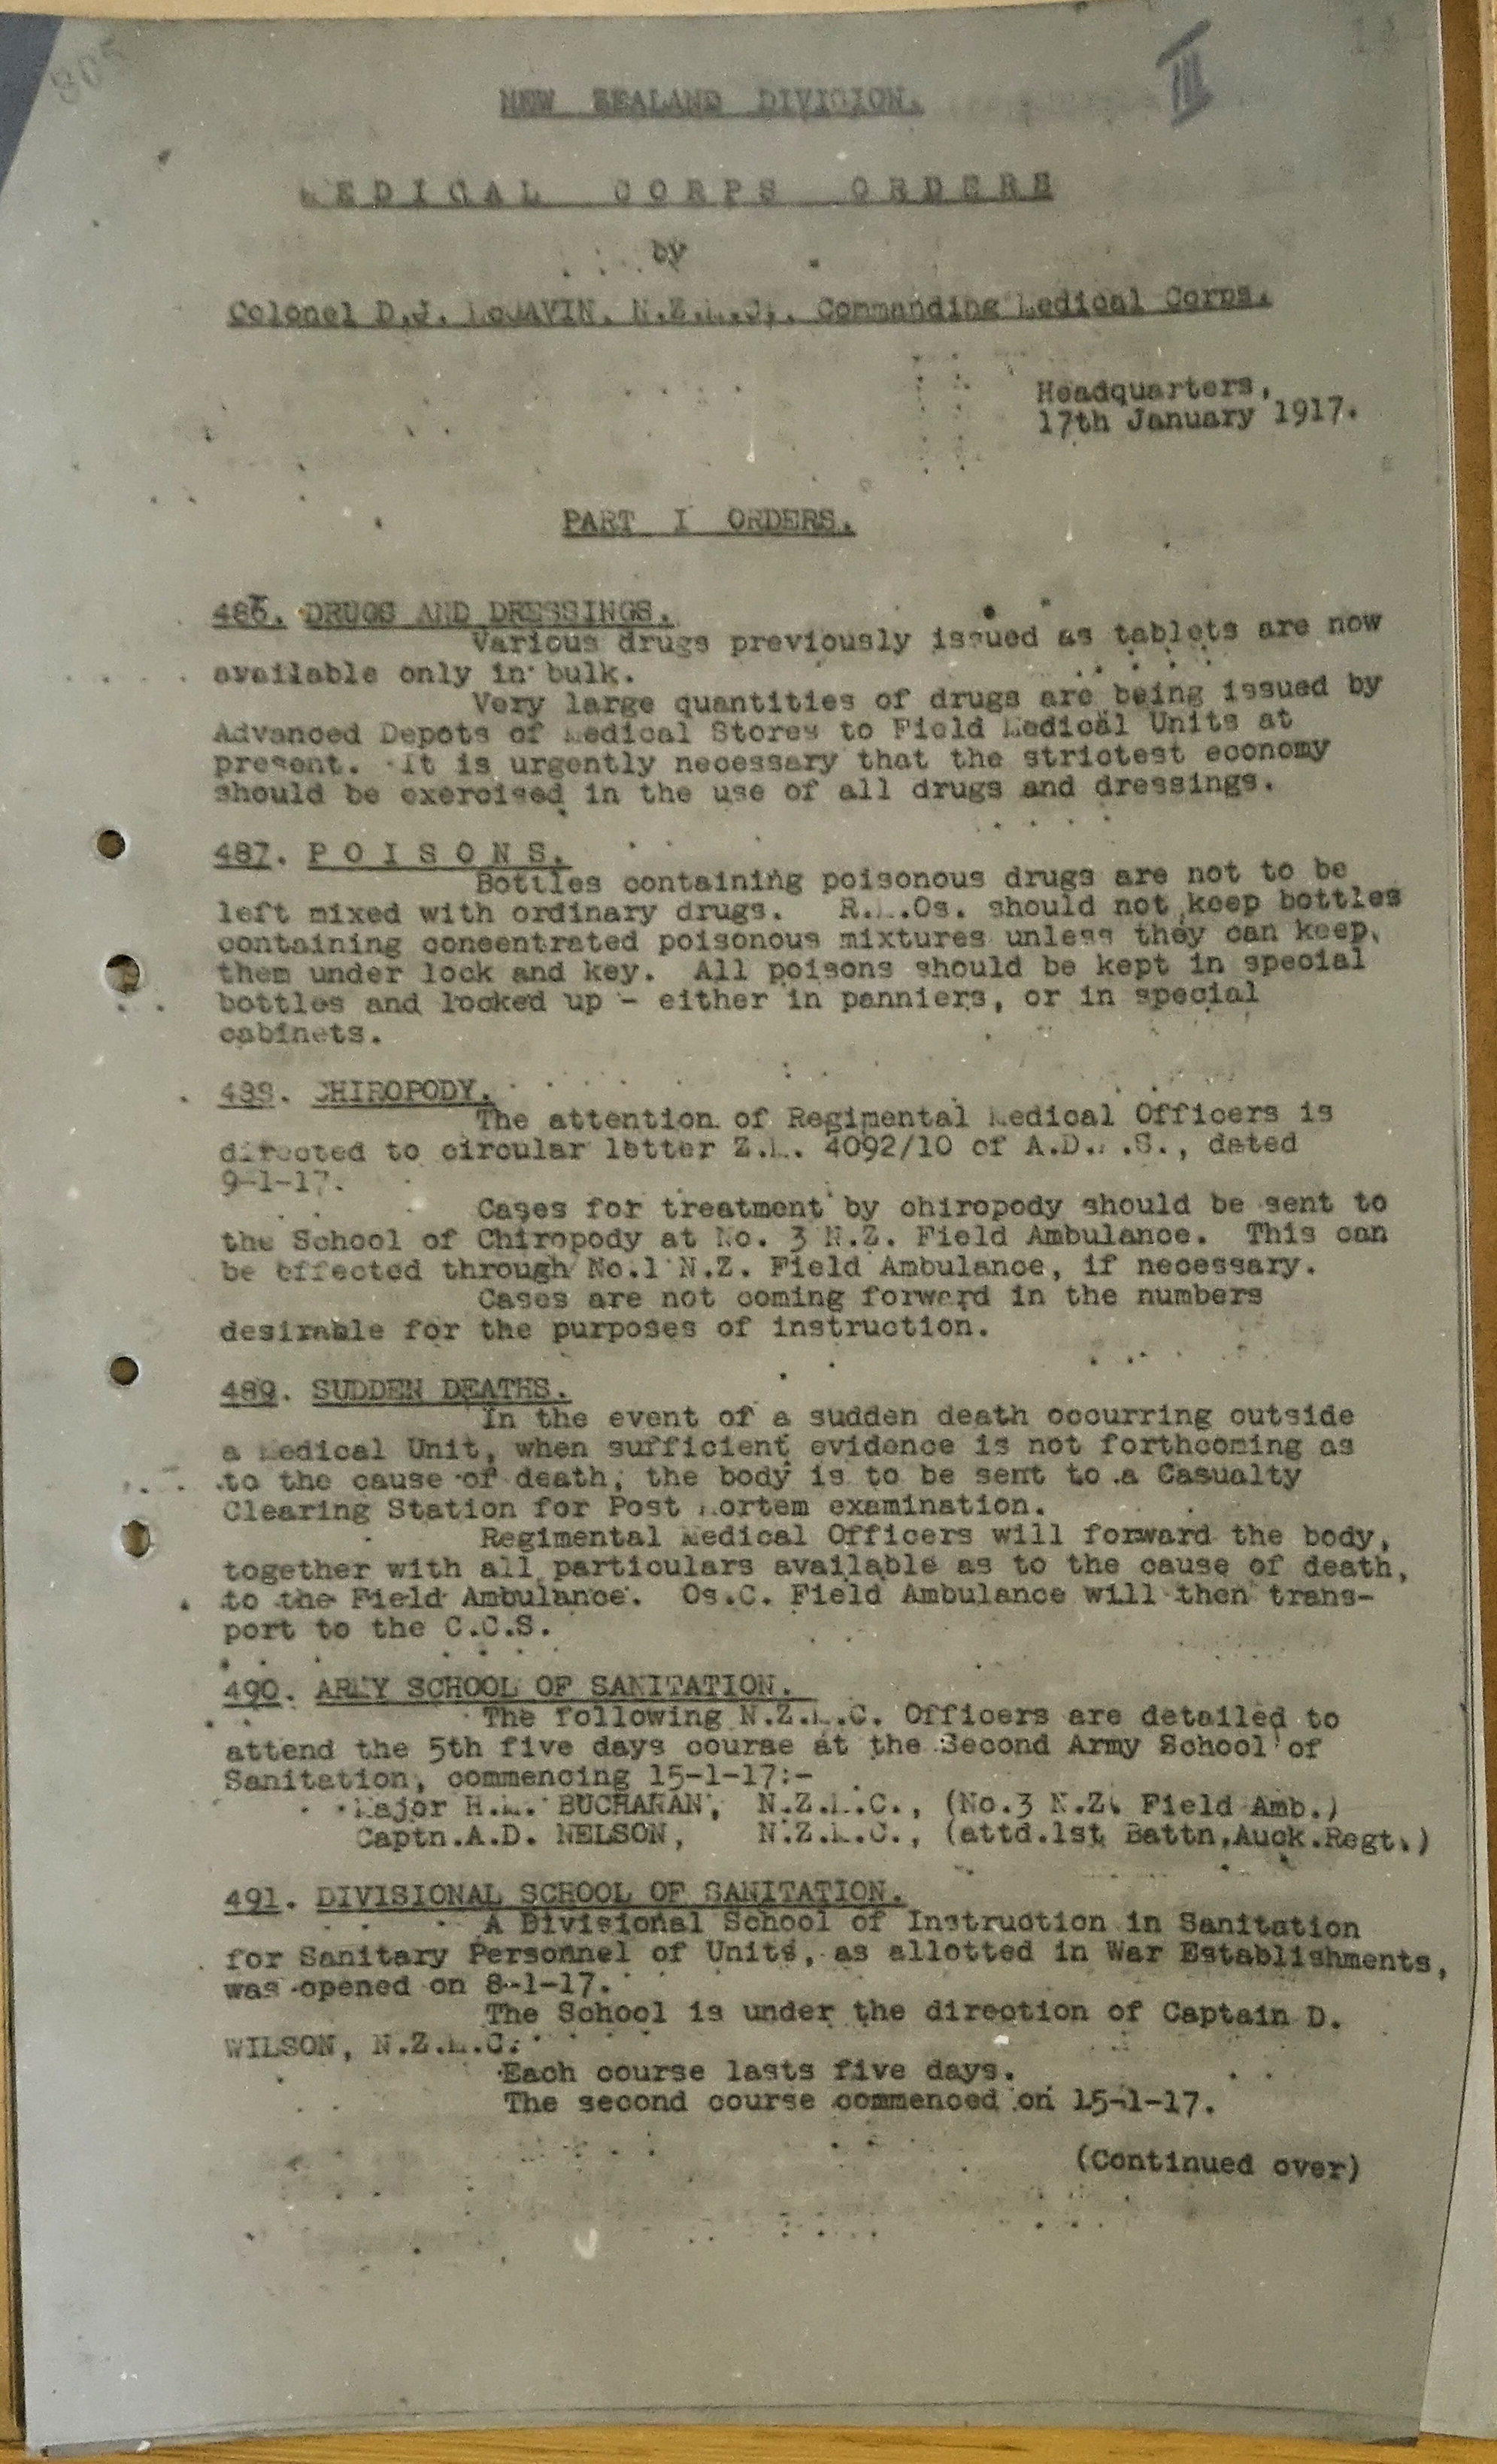 805
III
NEW ZEALAND DIVISION.
MEDICAL CORPS ORDERS
by
Colonel D.J. McGAVIN, N.Z.M.C., Commanding Medical Corps.
Headquarters,
17th January 1917.
PART I ORDERS.
486. DRUGS AND DRESSINGS.
Various drugs previously issued as tablets are now
available only in bulk.
Very large quantities of drugs are being issued by
Advanced Depots of Medical Stores to Field Medical Units at
present. It is urgently necessary that the strictest economy
should be exercised in the use of all drugs and dressings.
487. POISONS.
Bottles containing poisonous drugs are not to be
left mixed with ordinary drugs. R.M.Os. should not keep bottles
containing concentrated poisonous mixtures unless they can keep
them under lock and key. All poisons should be kept in special
bottles and locked up - either in panniers, or in special
cabinets.
488. CHIROPODY.
The attention of Regimental Medical Officers is
directed to circular letter Z.M. 4092/10 of A.D.M.S., dated
9-1-17.
Cases for treatment by chiropody should be sent to
the School of Chiropody at No. 3 N.Z. Field Ambulance. This can
be effected through No.1 N.Z. Field Ambulance, if necessary.
Cases are not coming forward in the numbers
desirable for the purposes of instruction.
489. SUDDEN DEATHS.
In the event of a sudden death occurring outside
a Medical Unit, when sufficient evidence is not forthcoming as
to the cause of death, the body is to be sent to a Casualty
Clearing Station for Post Mortem examination.
Regimental Medical Officers will forward the body,
together with all particulars available as to the cause of death,
to the Field Ambulance. Os.C. Field Ambulance will then trans-
port to the C.C.S.
490. ARMY SCHOOL OF SANITATION.
The following N.Z.M.C. Officers are detailed to
attend the 5th five days course at the Second Army School of
Sanitation, commencing 15-1-17:-
Major H.M. BUCHANAN, N.Z.M.C., (No.3 N.Z. Field Amb.)
Captn.A.D. NELSON, N.Z.M.C., (attd.1st Battn.Auck.Regt.)
491. DIVISIONAL SCHOOL OF SANITATION.
A Divisional School of Instruction in Sanitation
for Sanitary Personnel of Units, as allotted in War Establishments,
was opened on 8-1-17.
The School is under the direction of Captain D.
WILSON, N.Z.M.C.
Each course lasts five days.
The second course commenced on 15-1-17.
(Continued over)